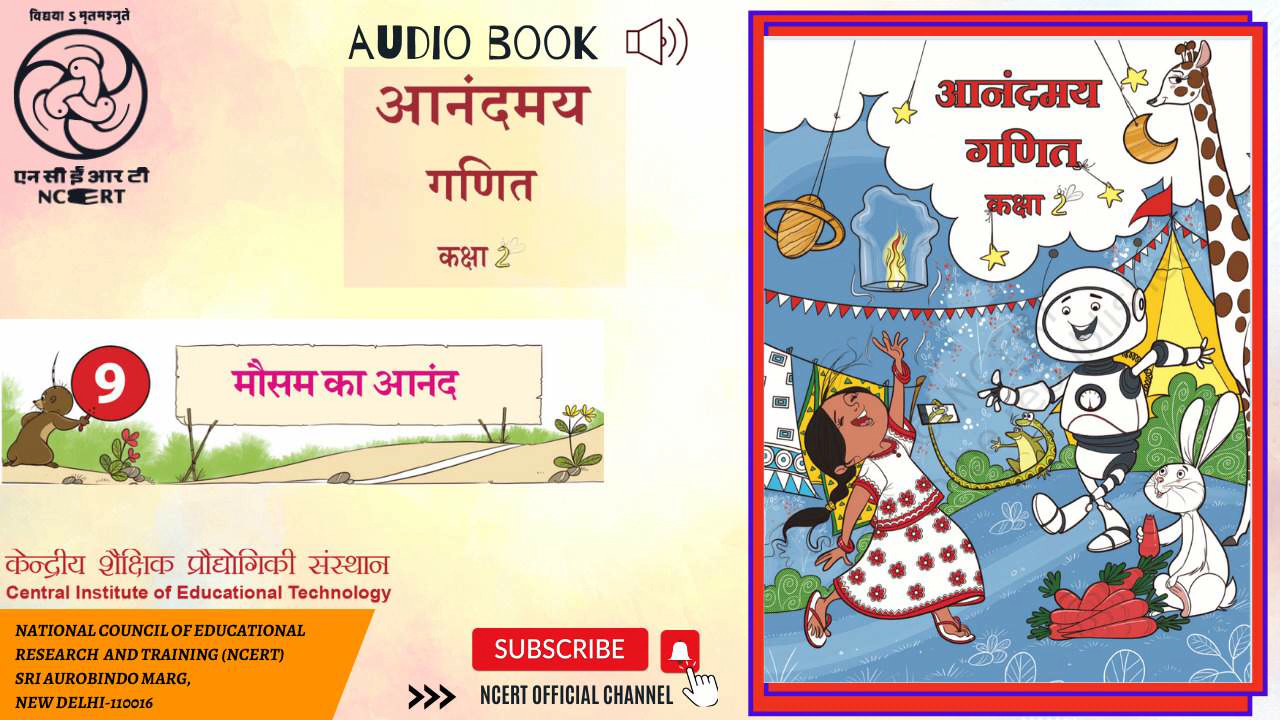 विद्यया ऽ मृतमश्नुते
एन सी ई आर टी
NCERT
AUDIO BOOK
आनंदमय
गणित
कक्षा 2
9
मौसम का आनंद
केन्द्रीय शैक्षिक प्रौद्योगिकी संस्थान
Central Institute of Educational Technology
NATIONAL COUNCIL OF EDUCATIONAL
RESEARCH AND TRAINING (NCERT)
SRI AUROBINDO MARG,
NEW DELHI-110016
SUBSCRIBE
NCERT OFFICIAL CHANNEL
आनंदमय
गणित
कक्षा 2